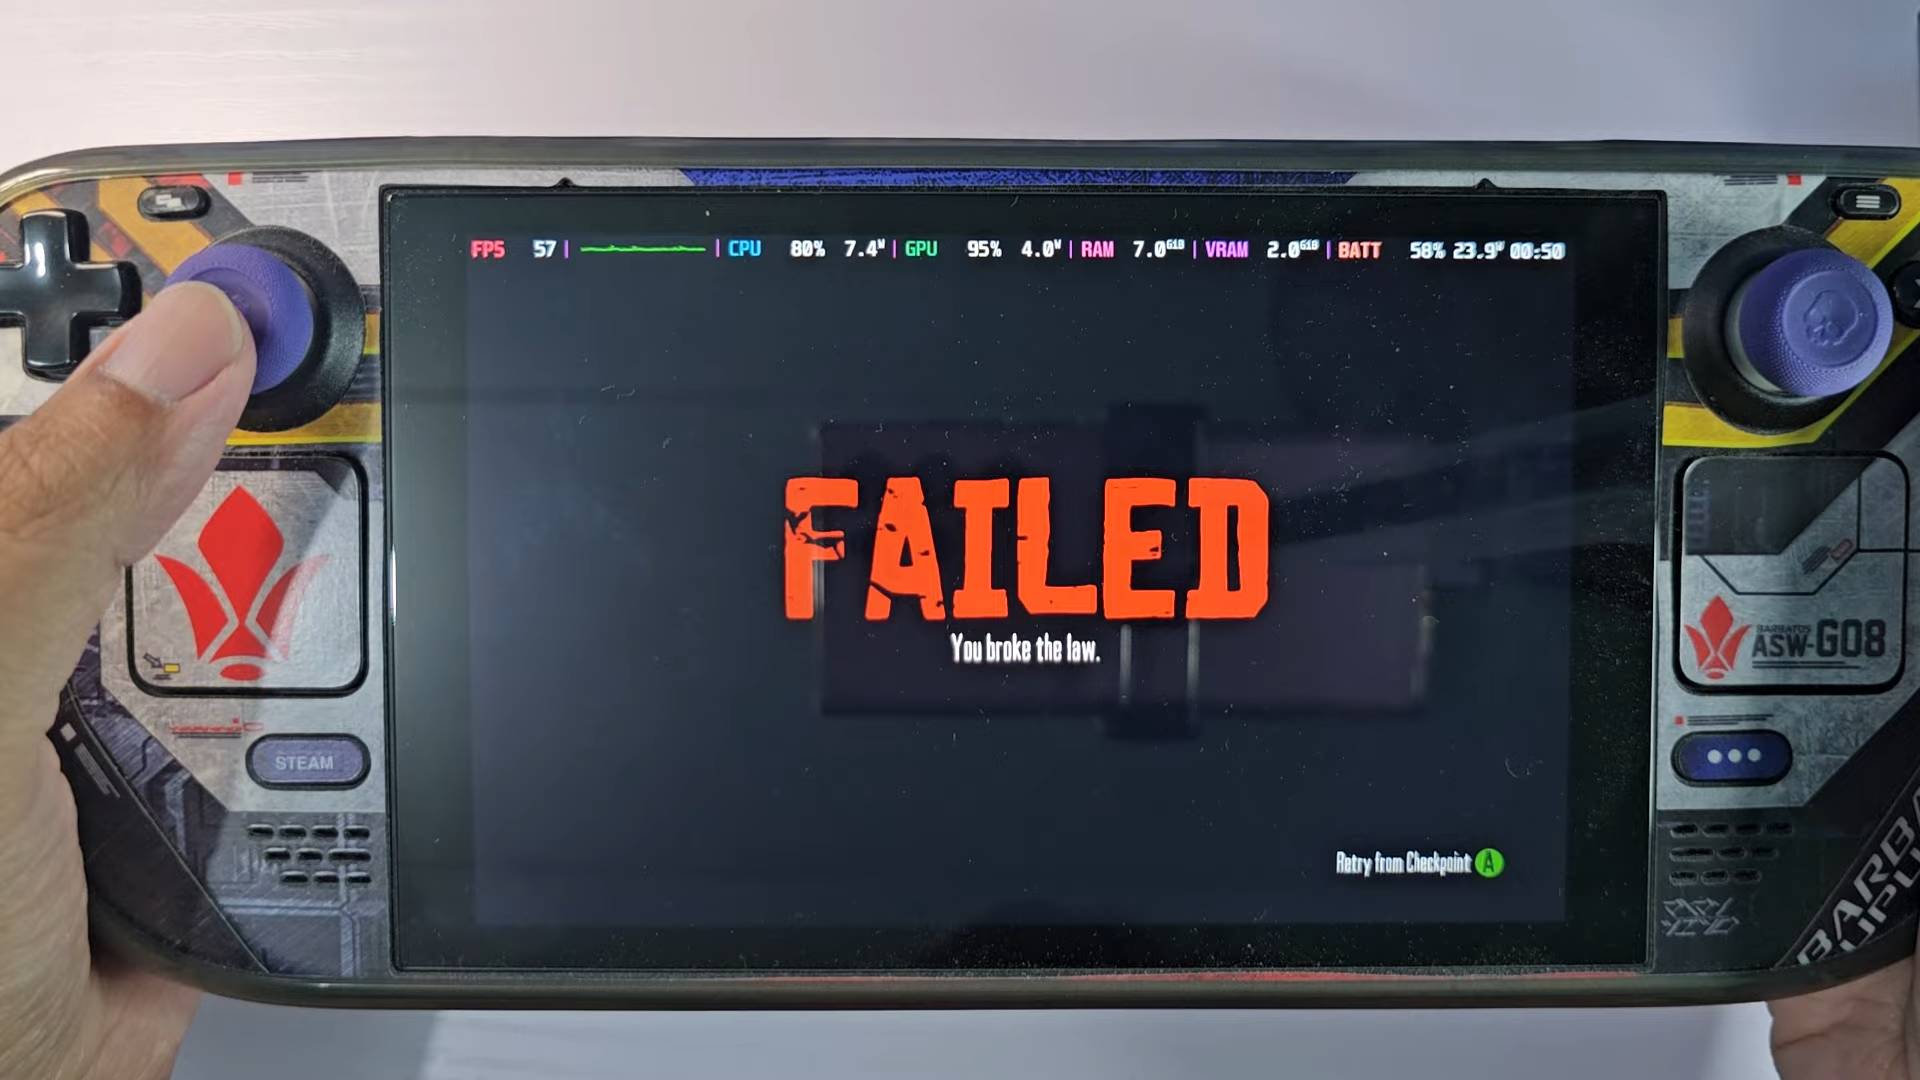 FPS 57 | | CPU 80% 7.4W | GPU 95% 4.0W | RAM 7.0GiB | VRAM 2.0GiB | BATT 58% 23.9W 00:50
FAILED
You broke the law.
Retry from Checkpoint A
STEAM
BARBATOS
ASW-G08